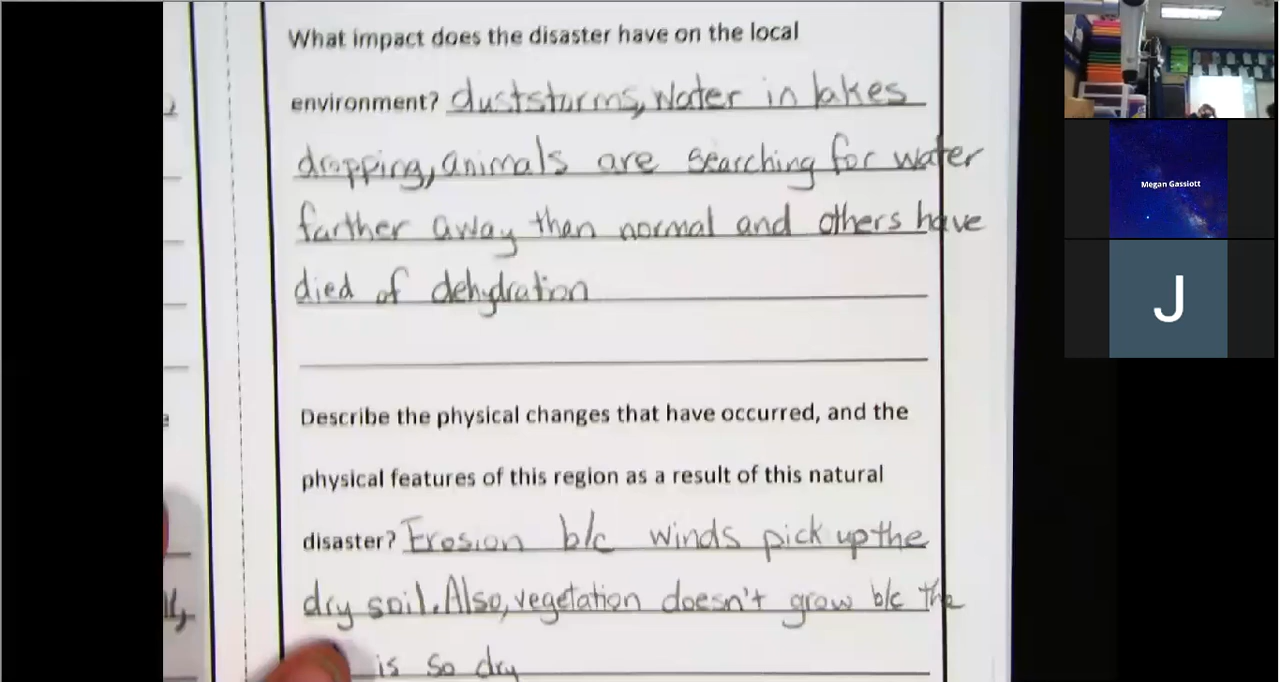 What impact does the disaster have on the local
environment? duststorms, Water in lakes
dropping, animals are searching for water
farther away than normal and others have
died of dehydration
Describe the physical changes that have occurred, and the
physical features of this region as a result of this natural
disaster? Erosion b/c winds pick up the
dry soil. Also, vegetation doesn't grow b/c the
is so dry
Megan Gassiott
J